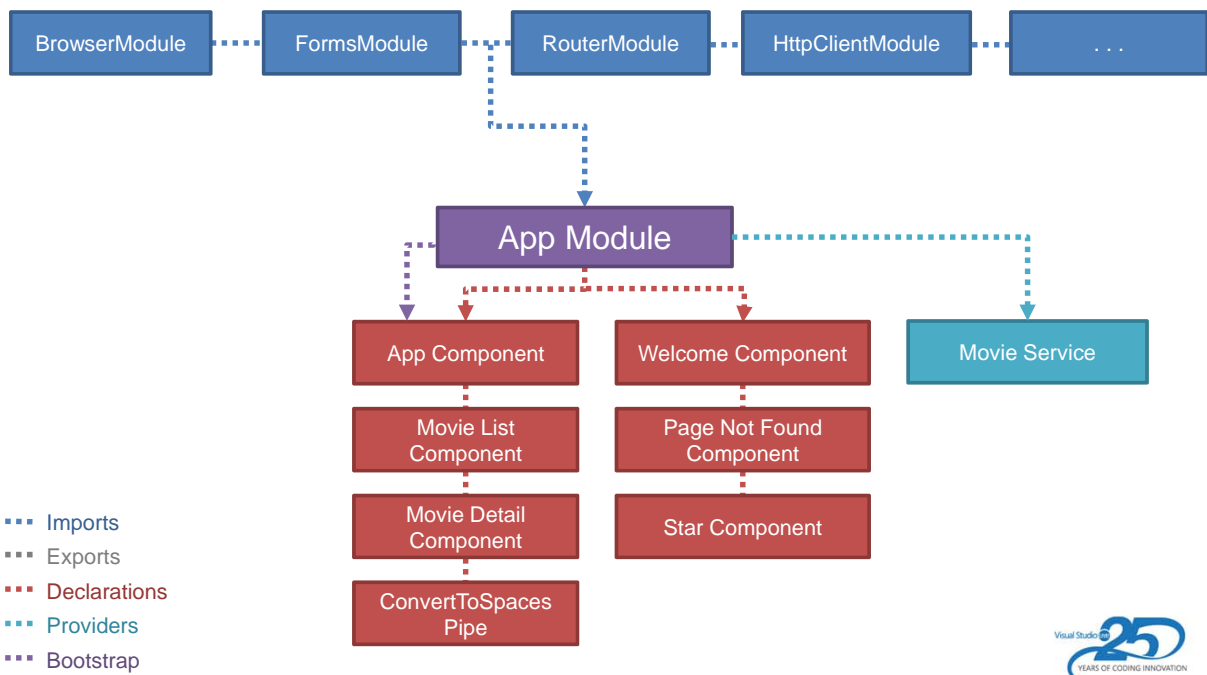 BrowserModule
FormsModule
RouterModule
HttpClientModule
. . .
App Module
App Component
Welcome Component
Movie Service
Movie List
Component
Page Not Found
Component
Movie Detail
Component
Star Component
ConvertToSpaces
Pipe
Imports
Exports
Declarations
Providers
Bootstrap
Visual Studio
25
YEARS OF CODING INNOVATION